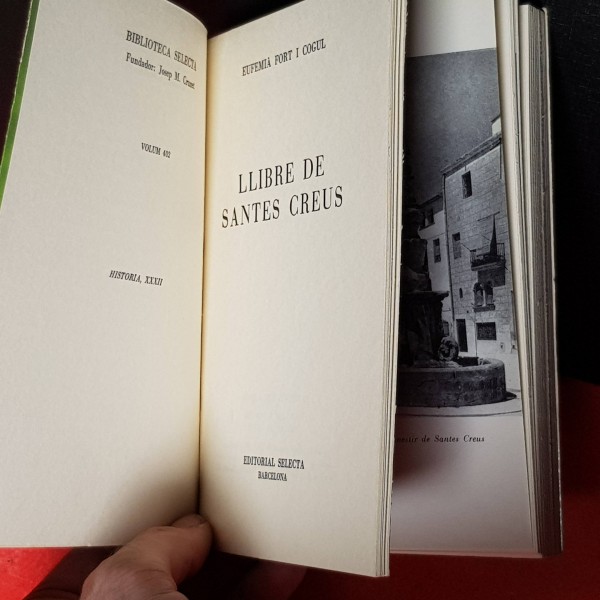 BIBLIOTECA SELECTA
Fundador: Josep M. Cruzet
VOLUM 402
HISTORIA, XXXII
EUFEMIÀ FORT I COGUL
LLIBRE DE
SANTES CREUS
EDITORIAL SELECTA
BARCELONA
de Santes Creus